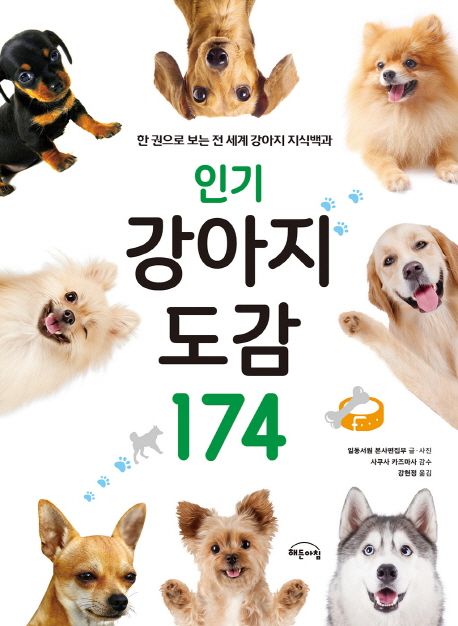 한 권으로 보는 전 세계 강아지 지식백과
인기
강아지
도감
174
일동서원 본사편집부 글·사진
사쿠사 카즈마사 감수
강현정 옮김
해든아침